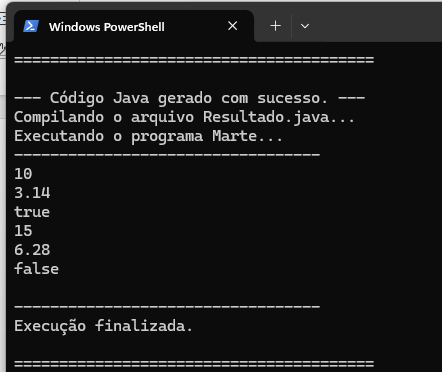 Windows PowerShell
========================================
--- Código Java gerado com sucesso. ---
Compilando o arquivo Resultado.java...
Executando o programa Marte...
----------------------------------
10
3.14
true
15
6.28
false
----------------------------------
Execução finalizada.
========================================